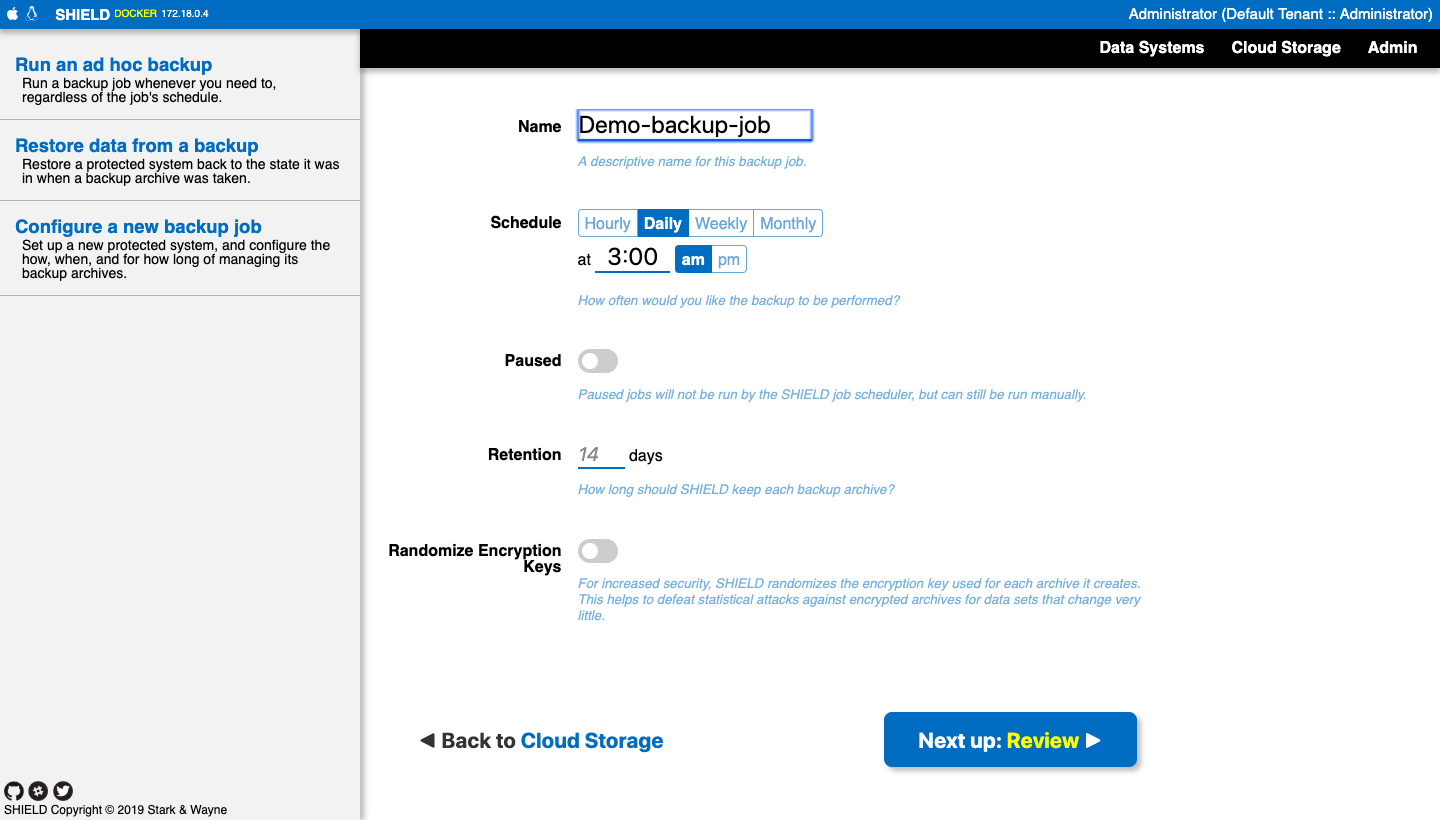 SHIELD DOCKER 172.18.0.4
Administrator (Default Tenant :: Administrator)
Data Systems Cloud Storage Admin
Run an ad hoc backup
Run a backup job whenever you need to,
regardless of the job's schedule.
Restore data from a backup
Restore a protected system back to the state it was
in when a backup archive was taken.
Configure a new backup job
Set up a new protected system, and configure the
how, when, and for how long of managing its
backup archives.
Name Demo-backup-job
A descriptive name for this backup job.
Schedule Hourly Daily Weekly Monthly
at 3:00 am pm
How often would you like the backup to be performed?
Paused
Paused jobs will not be run by the SHIELD job scheduler, but can still be run manually.
Retention 14 days
How long should SHIELD keep each backup archive?
Randomize Encryption
Keys
For increased security, SHIELD randomizes the encryption key used for each archive it creates.
This helps to defeat statistical attacks against encrypted archives for data sets that change very
little.
◀ Back to Cloud Storage
Next up: Review ▶
SHIELD Copyright © 2019 Stark & Wayne